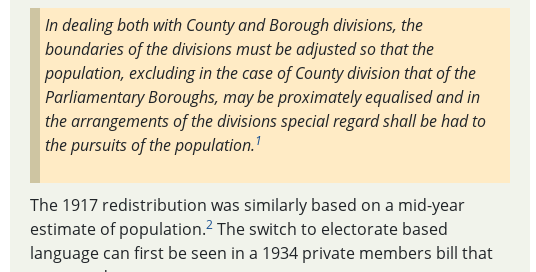 In dealing both with County and Borough divisions, the
boundaries of the divisions must be adjusted so that the
population, excluding in the case of County division that of the
Parliamentary Boroughs, may be proximately equalised and in
the arrangements of the divisions special regard shall be had to
the pursuits of the population.1
The 1917 redistribution was similarly based on a mid-year
estimate of population.2 The switch to electorate based
language can first be seen in a 1934 private members bill that